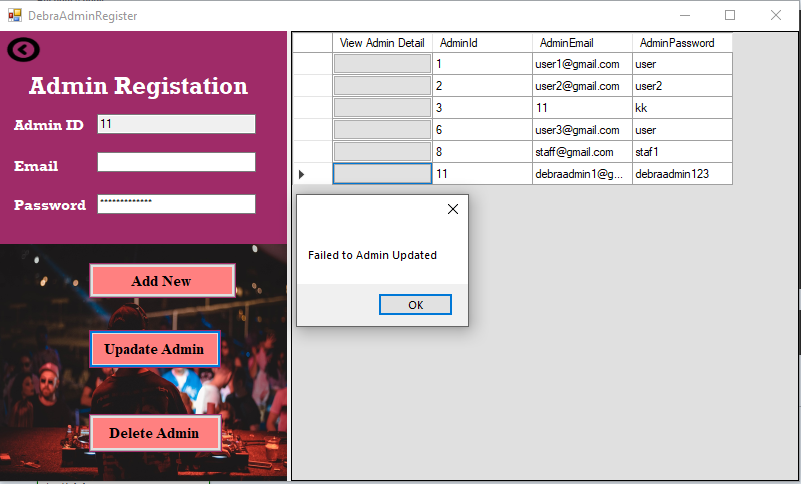 DebraAdminRegister
Admin Registation
Admin ID 11
Email
Password *************
Add New
Upadate Admin
Delete Admin
View Admin Detail AdminId AdminEmail AdminPassword
1 user1@gmail.com user
2 user2@gmail.com user2
3 11 kk
6 user3@gmail.com user
8 staff@gmail.com staf1
11 debraadmin1@g... debraadmin123
Failed to Admin Updated
OK